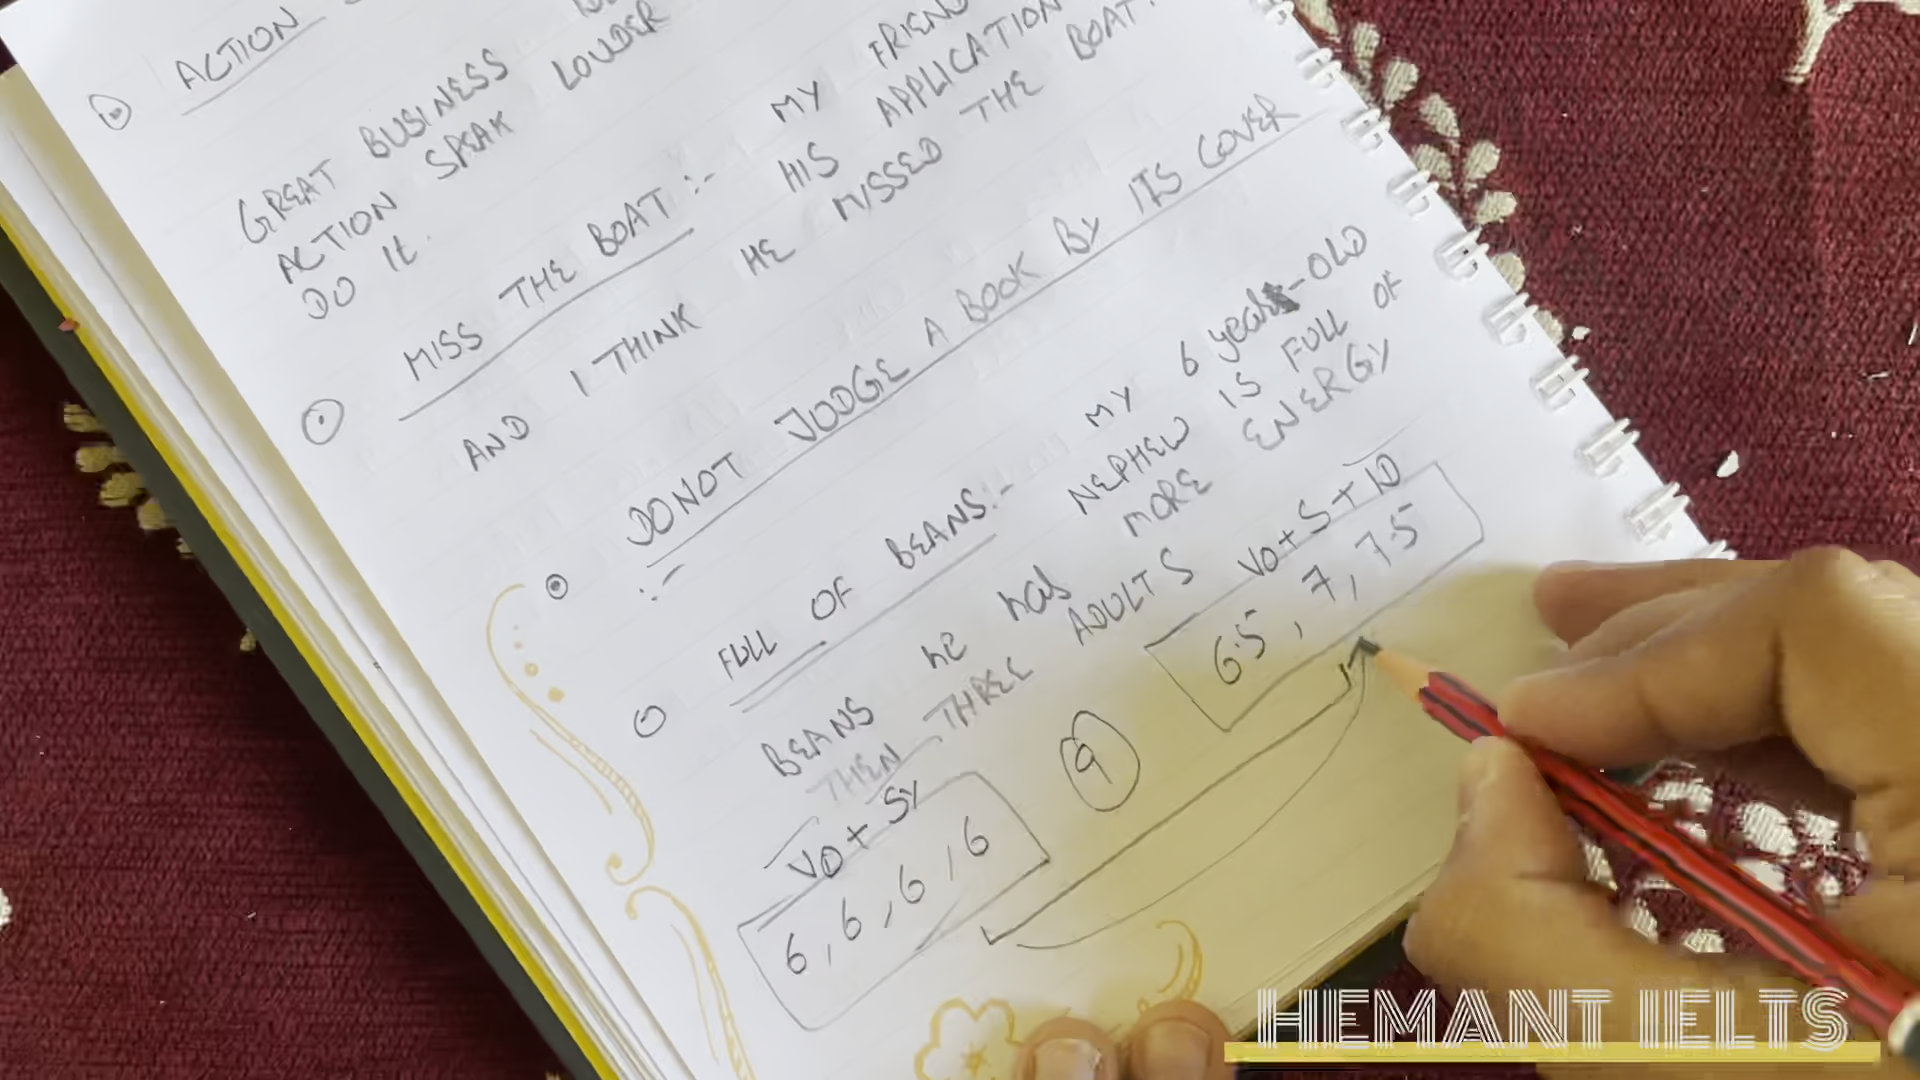 ACTION
GREAT BUSINESS
ACTION SPEAK LOUDER
DO It.
MISS THE BOAT :- MY FRIEND
HIS APPLICATION
AND I THINK HE MISSED THE BOAT.
DO NOT JUDGE A BOOK BY ITS COVER
:-
FULL OF BEANS:- MY 6 year-OLD
NEPHEW IS FULL OF
BEANS he has MORE ENERGY
THEN THREE ADULTS
VO + SY
6, 6, 6, 6
9
VO + S + ID
6.5, 7, 7.5
HEMANT IELTS